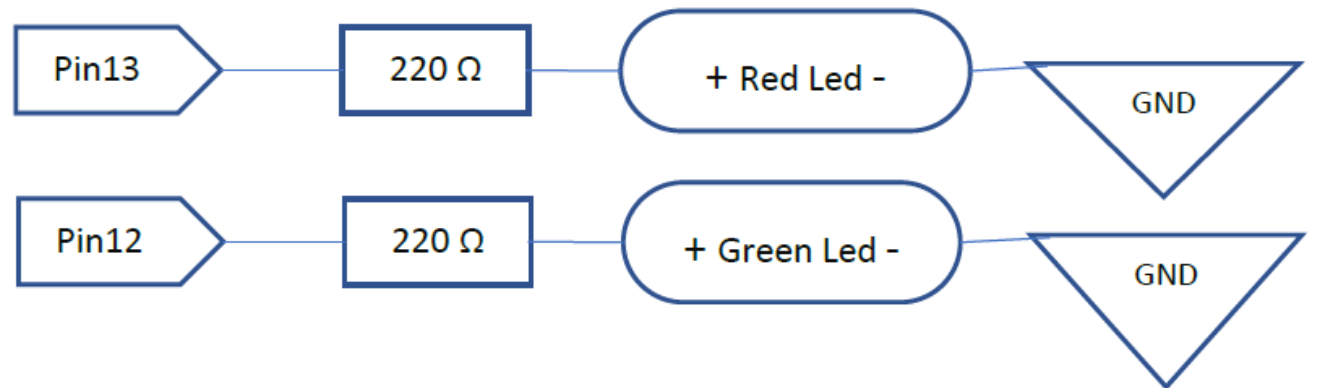 Pin13 220 Ω + Red Led - GND
Pin12 220 Ω + Green Led - GND